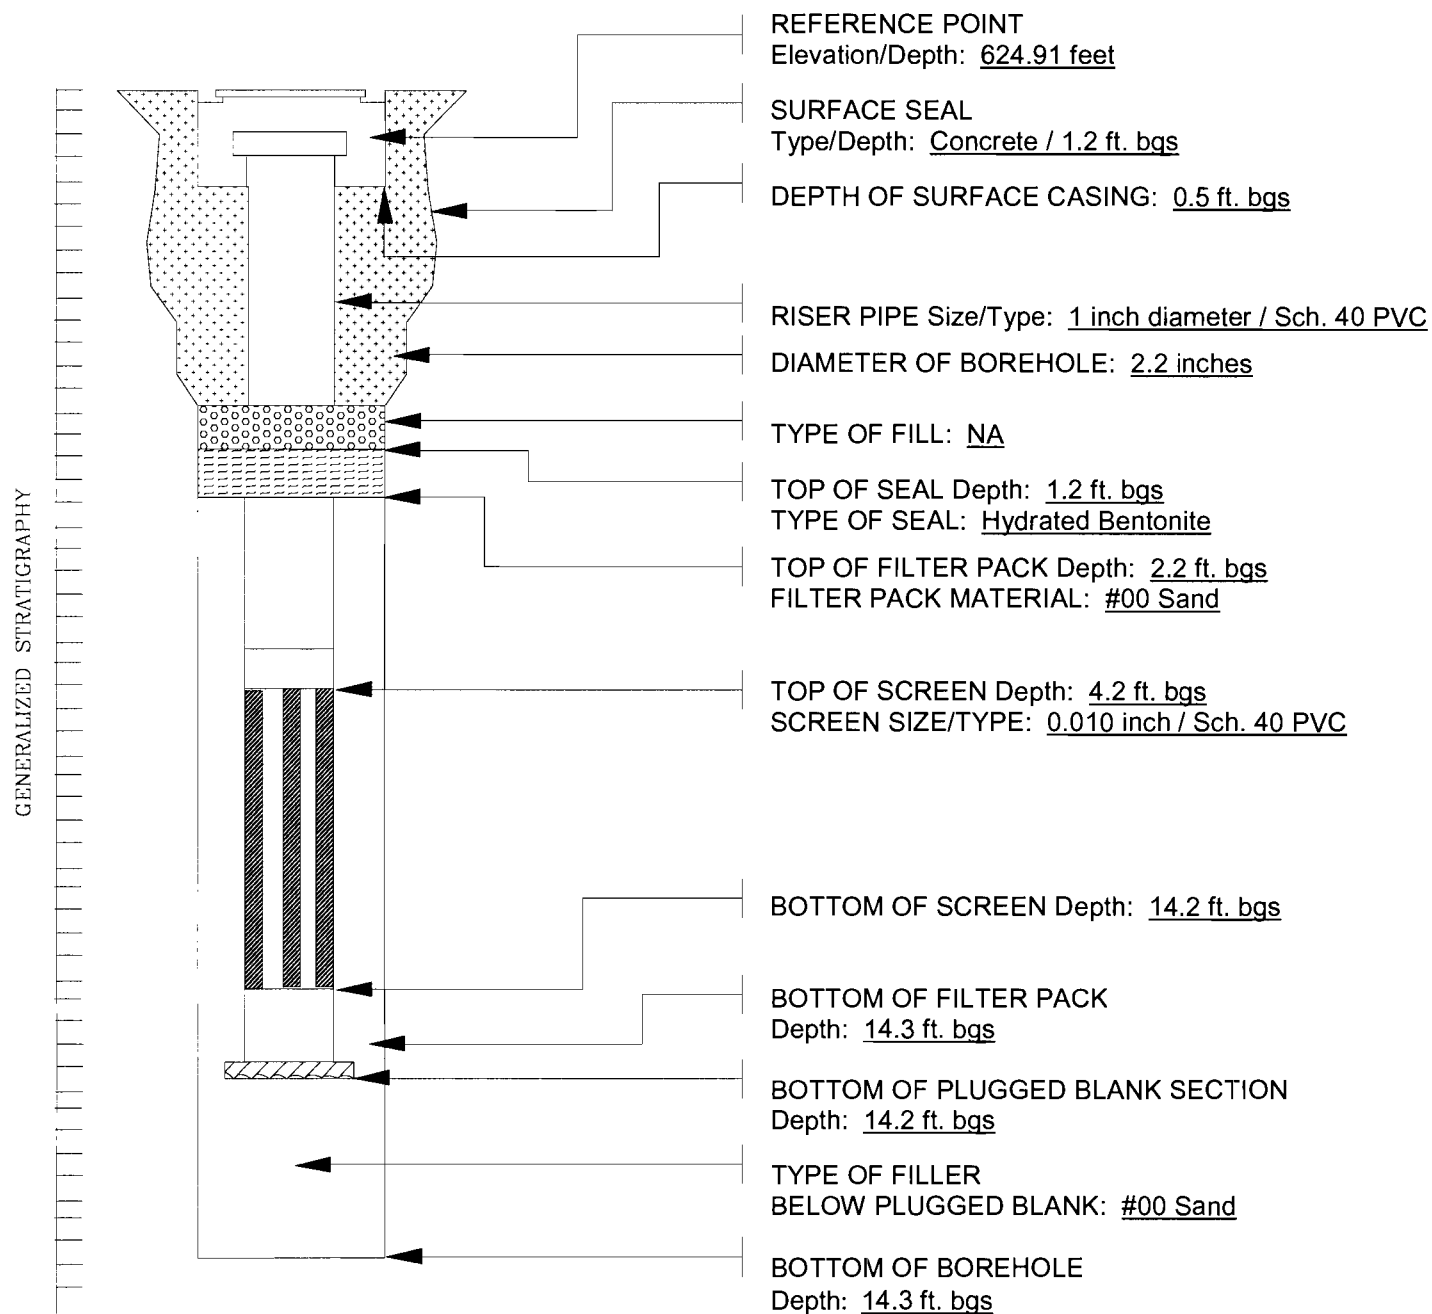 REFERENCE POINT
Elevation/Depth: 624.91 feet
SURFACE SEAL
Type/Depth: Concrete / 1.2 ft. bgs
DEPTH OF SURFACE CASING: 0.5 ft. bgs
RISER PIPE Size/Type: 1 inch diameter / Sch. 40 PVC
DIAMETER OF BOREHOLE: 2.2 inches
TYPE OF FILL: NA
TOP OF SEAL Depth: 1.2 ft. bgs
TYPE OF SEAL: Hydrated Bentonite
TOP OF FILTER PACK Depth: 2.2 ft. bgs
FILTER PACK MATERIAL: #00 Sand
TOP OF SCREEN Depth: 4.2 ft. bgs
SCREEN SIZE/TYPE: 0.010 inch / Sch. 40 PVC
BOTTOM OF SCREEN Depth: 14.2 ft. bgs
BOTTOM OF FILTER PACK
Depth: 14.3 ft. bgs
BOTTOM OF PLUGGED BLANK SECTION
Depth: 14.2 ft. bgs
TYPE OF FILLER
BELOW PLUGGED BLANK: #00 Sand
BOTTOM OF BOREHOLE
Depth: 14.3 ft. bgs
GENERALIZED STRATIGRAPHY